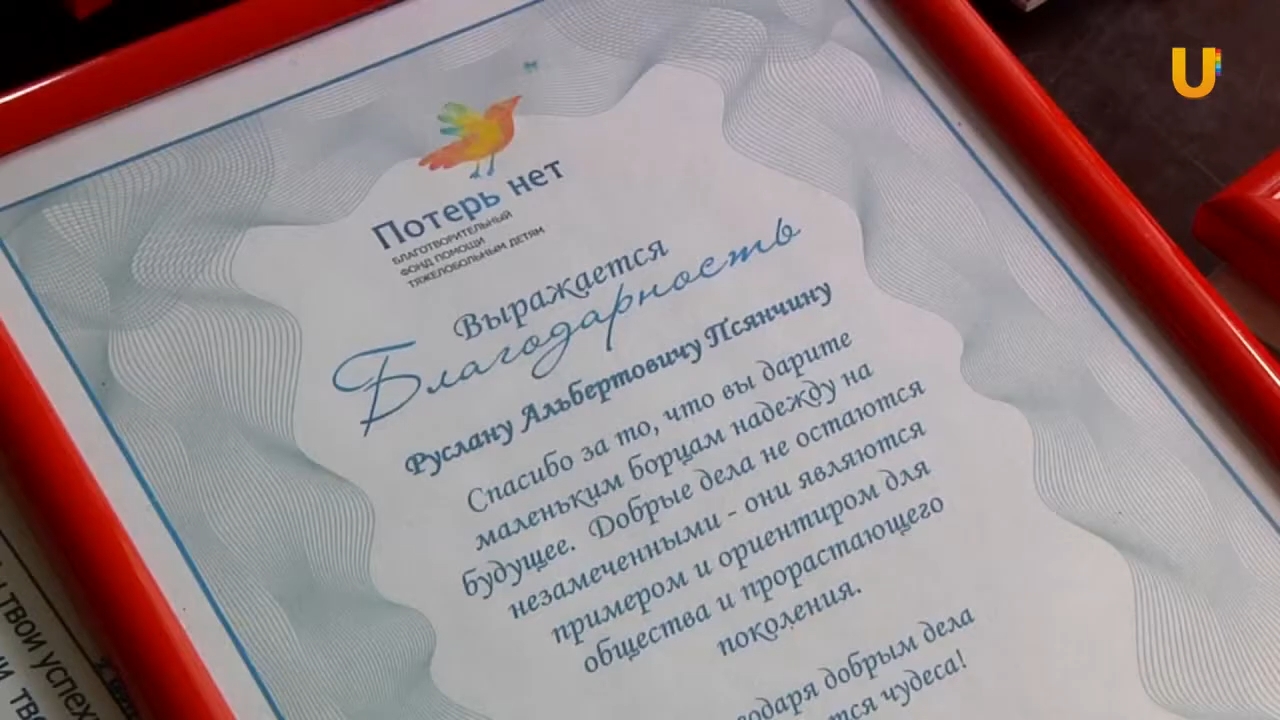 U
Потерь нет
БЛАГОТВОРИТЕЛЬНЫЙ
ФОНД ПОМОЩИ
ТЯЖЕЛОБОЛЬНЫМ ДЕТЯМ
Выражается
Благодарность
Руслану Альбертовичу Псянчину
Спасибо за то, что вы дарите
маленьким борцам надежду на
будущее. Добрые дела не остаются
незамеченными - они являются
примером и ориентиром для
общества и прорастающего
поколения.
добрым дела
чудеса!
твои